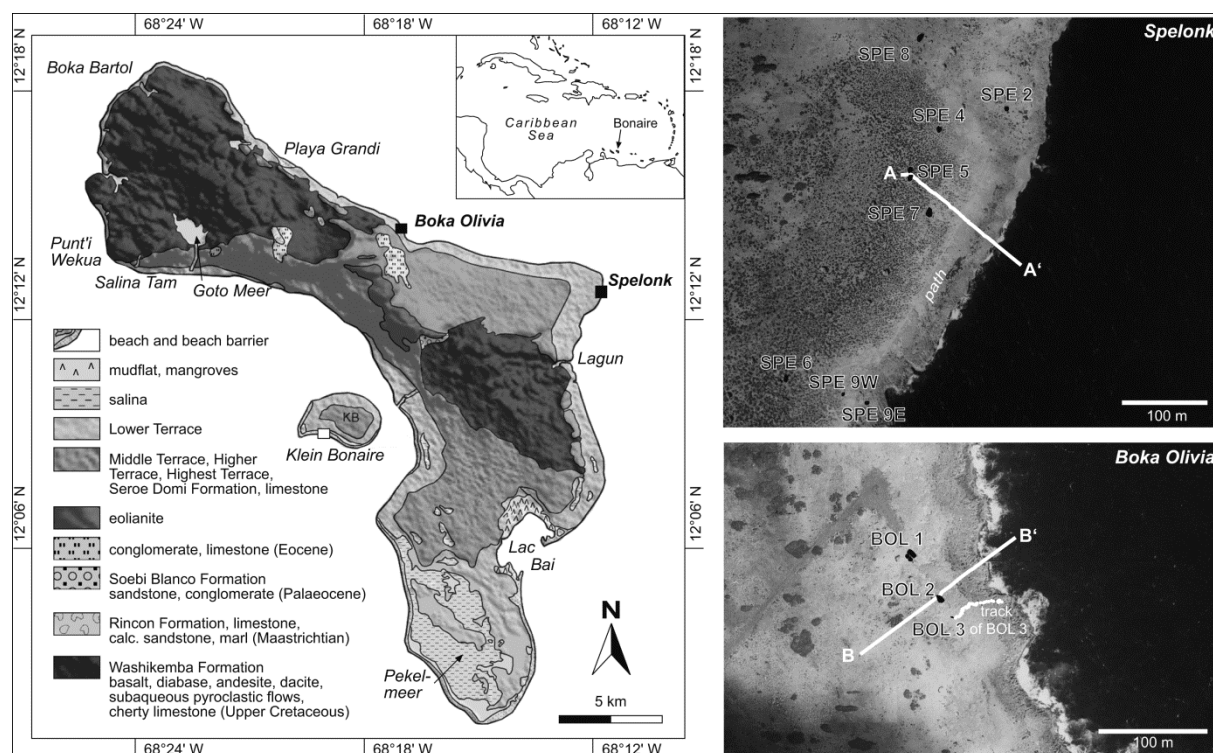 68°24' W
68°18' W
68°12' W
12°18' N
12°18' N
Boka Bartol
Playa Grandi
Caribbean
Sea
Bonaire
Punt'i
Wekua
Boka Olivia
Salina Tam
Goto Meer
12°12' N
12°12' N
Spelonk
Lagun
beach and beach barrier
mudflat, mangroves
salina
Lower Terrace
KB
Klein Bonaire
Middle Terrace, Higher
Terrace, Highest Terrace,
Seroe Domi Formation, limestone
12°06' N
12°06' N
eolianite
conglomerate, limestone (Eocene)
Lac
Bai
Soebi Blanco Formation
sandstone, conglomerate (Palaeocene)
N
Rincon Formation, limestone,
calc. sandstone, marl (Maastrichtian)
Pekel-
meer
Washikemba Formation
basalt, diabase, andesite, dacite,
subaqueous pyroclastic flows,
cherty limestone (Upper Cretaceous)
5 km
68°24' W
68°18' W
68°12' W
Spelonk
SPE 8
SPE 2
SPE 4
A
SPE 5
SPE 7
A'
path
SPE 6
SPE 9W
SPE 9E
100 m
Boka Olivia
BOL 1
B'
BOL 2
BOL 3
track
of BOL 3
B
100 m